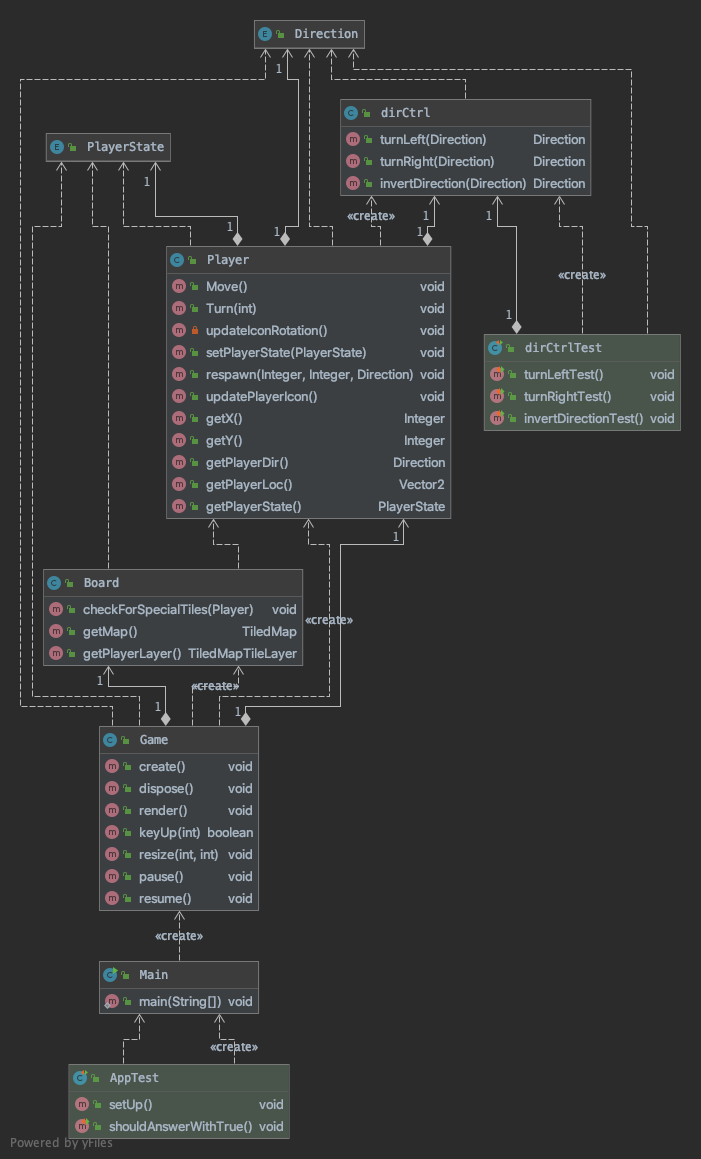 Direction
1
dirCtrl
turnLeft(Direction) Direction
turnRight(Direction) Direction
invertDirection(Direction) Direction
PlayerState
1
«create»
1
1
1
1
1
«create»
Player
Move() void
Turn(int) void
updateIconRotation() void
setPlayerState(PlayerState) void
respawn(Integer, Integer, Direction) void
updatePlayerIcon() void
getX() Integer
getY() Integer
getPlayerDir() Direction
getPlayerLoc() Vector2
getPlayerState() PlayerState
1
dirCtrlTest
turnLeftTest() void
turnRightTest() void
invertDirectionTest() void
1
Board
checkForSpecialTiles(Player) void
getMap() TiledMap
getPlayerLayer() TiledMapTileLayer
«create»
1
«create»
1
1
Game
create() void
dispose() void
render() void
keyUp(int) boolean
resize(int, int) void
pause() void
resume() void
«create»
Main
main(String[]) void
«create»
AppTest
setUp() void
shouldAnswerWithTrue() void
Powered by yFiles